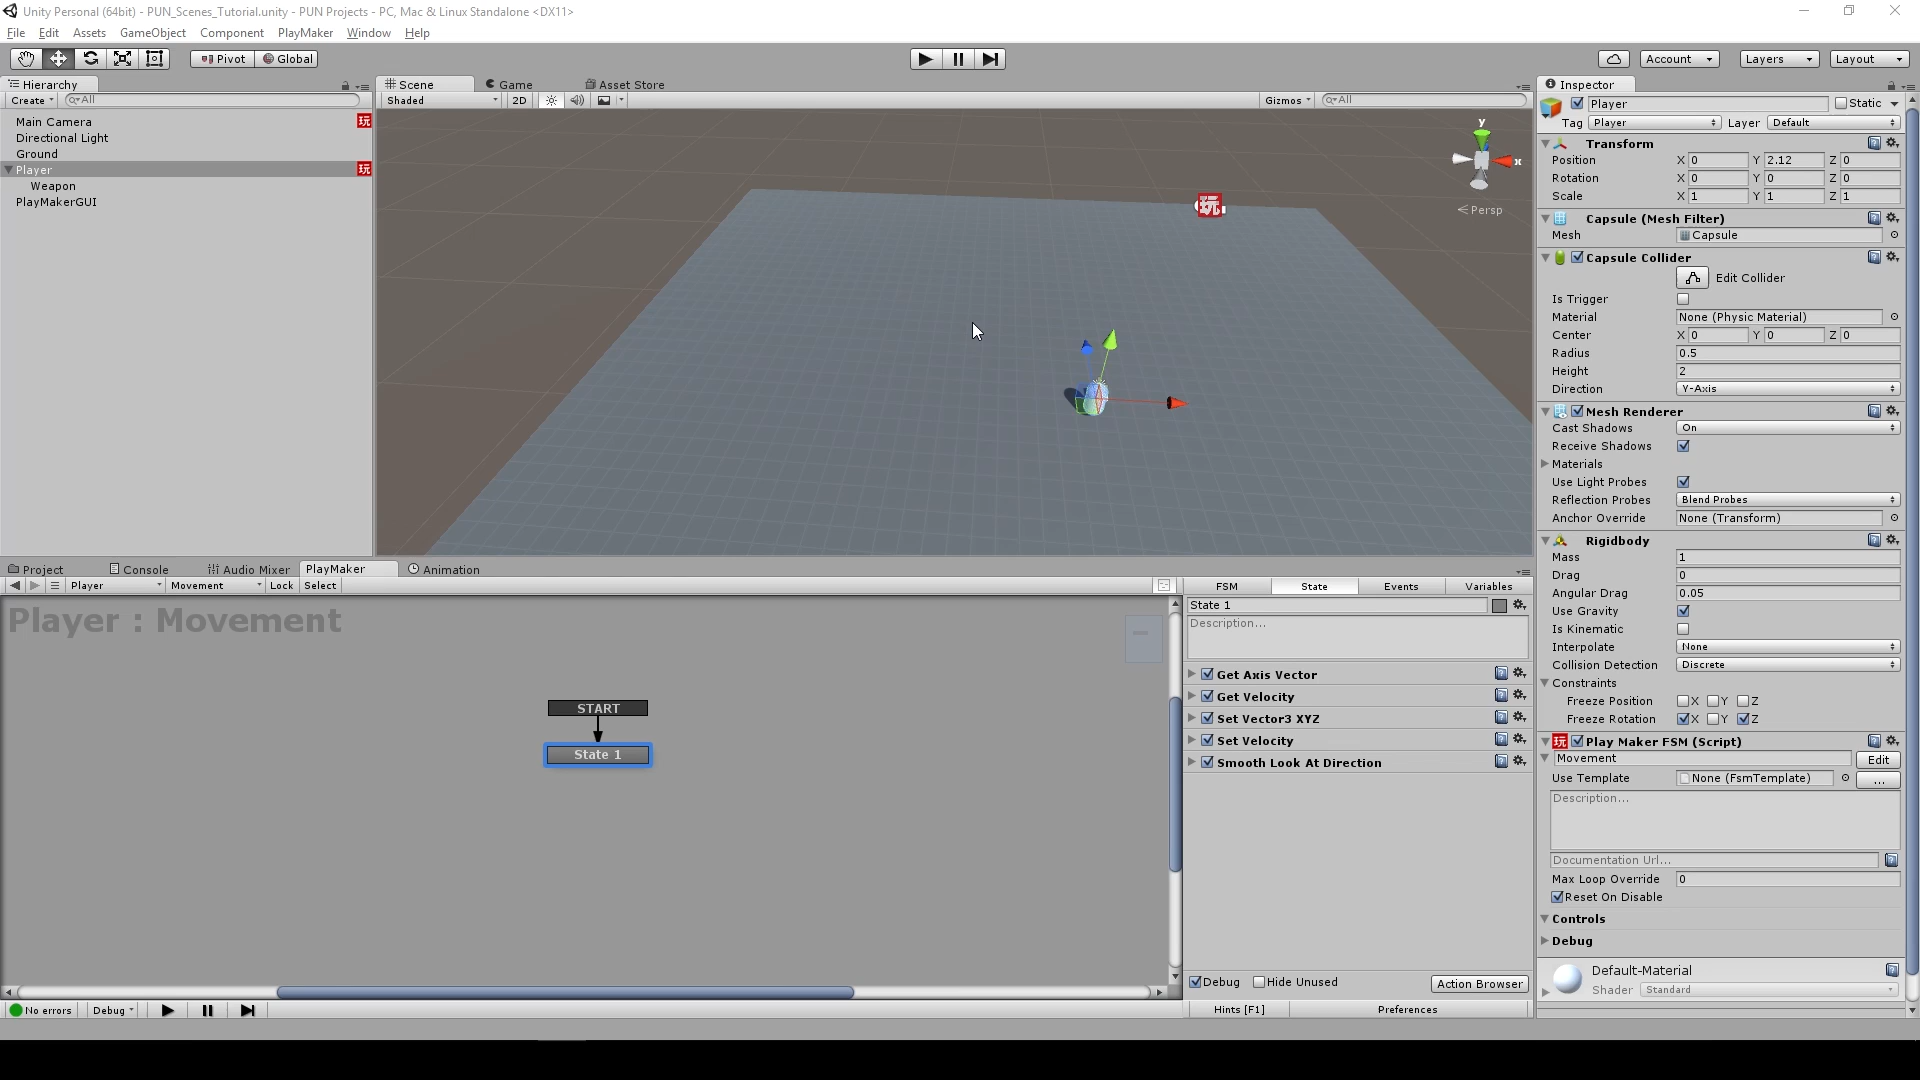 Unity Personal (64bit) - PUN_Scenes_Tutorial.unity - PUN Projects - PC, Mac & Linux Standalone <DX11>
File Edit Assets GameObject Component PlayMaker Window Help
Pivot Global Account Layers Layout
Hierarchy
Create All
Main Camera 玩
Directional Light
Ground
Player 玩
Weapon
PlayMakerGUI
Scene Game Asset Store
Shaded 2D Gizmos All
y
x
Persp
玩
Project Console Audio Mixer PlayMaker Animation
Player Movement Lock Select
Player : Movement
START
State 1
No errors Debug
FSM State Events Variables
State 1
Description...
Get Axis Vector
Get Velocity
Set Vector3 XYZ
Set Velocity
Smooth Look At Direction
Debug Hide Unused Action Browser
Hints [F1] Preferences
Inspector
Player Static
Tag Player Layer Default
Transform
Position X 0 Y 2.12 Z 0
Rotation X 0 Y 0 Z 0
Scale X 1 Y 1 Z 1
Capsule (Mesh Filter)
Mesh Capsule
Capsule Collider
Edit Collider
Is Trigger
Material None (Physic Material)
Center X 0 Y 0 Z 0
Radius 0.5
Height 2
Direction Y-Axis
Mesh Renderer
Cast Shadows On
Receive Shadows
Materials
Use Light Probes
Reflection Probes Blend Probes
Anchor Override None (Transform)
Rigidbody
Mass 1
Drag 0
Angular Drag 0.05
Use Gravity
Is Kinematic
Interpolate None
Collision Detection Discrete
Constraints
Freeze Position X Y Z
Freeze Rotation X Y Z
玩 Play Maker FSM (Script)
Movement Edit
Use Template None (FsmTemplate) ...
Description...
Documentation Url...
Max Loop Override 0
Reset On Disable
Controls
Debug
Default-Material
Shader Standard